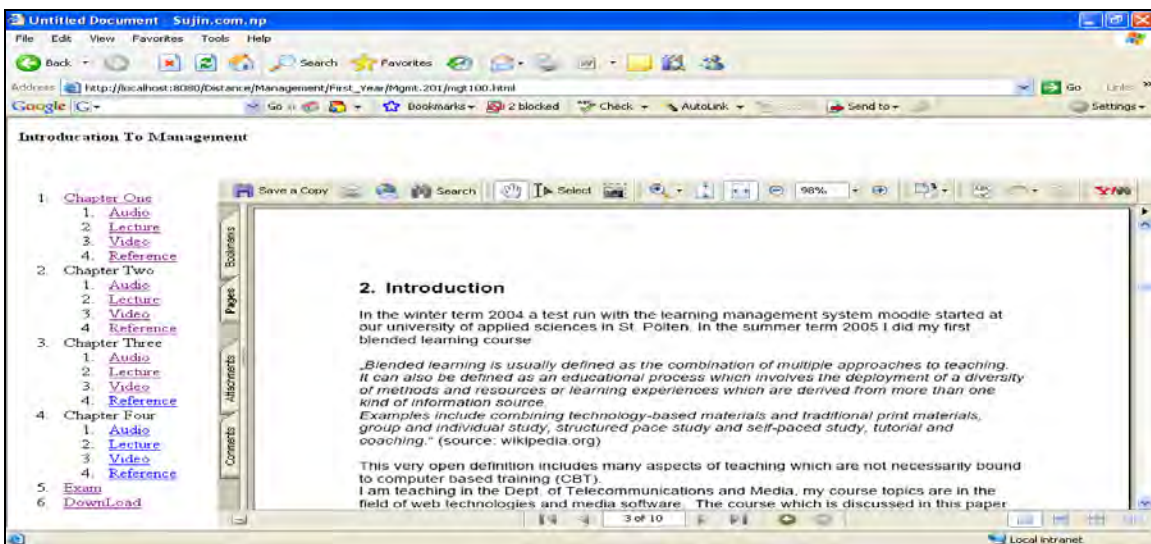 Untitled Document - Sujin.com.np
File Edit View Favorites Tools Help
Back Search Favorites
Address http://localhost:8080/Distance/Management/First_Year/Mgmt.201/mgt100.html Go Links
Google G Go Bookmarks 2 blocked Check AutoLink Send to Settings
Introducation To Management
Save a Copy Search Select 98%
1. Chapter One
1. Audio
2. Lecture
3. Video
4. Reference
2. Chapter Two
1. Audio
2. Lecture
3. Video
4. Reference
3. Chapter Three
1. Audio
2. Lecture
3. Video
4. Reference
4. Chapter Four
1. Audio
2. Lecture
3. Video
4. Reference
5. Exam
6. DownLoad
Bookmarks
Pages
Attachments
Comments
2. Introduction
In the winter term 2004 a test run with the learning management system moodle started at
our university of applied sciences in St. Polten. In the summer term 2005 I did my first
blended learning course
„Blended learning is usually defined as the combination of multiple approaches to teaching.
It can also be defined as an educational process which involves the deployment of a diversity
of methods and resources or learning experiences which are derived from more than one
kind of information source.
Examples include combining technology-based materials and traditional print materials,
group and individual study, structured pace study and self-paced study, tutorial and
coaching.“ (source: wikipedia.org)
This very open definition includes many aspects of teaching which are not necessarily bound
to computer based training (CBT).
I am teaching in the Dept. of Telecommunications and Media, my course topics are in the
field of web technologies and media software. The course which is discussed in this paper
3 of 10
Local intranet